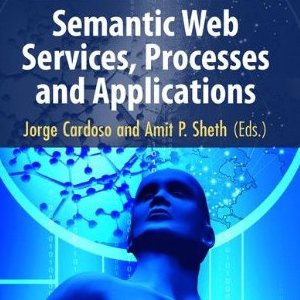 Semantic Web
Services, Processes
and Applications
Jorge Cardoso and Amit P. Sheth (Eds.)